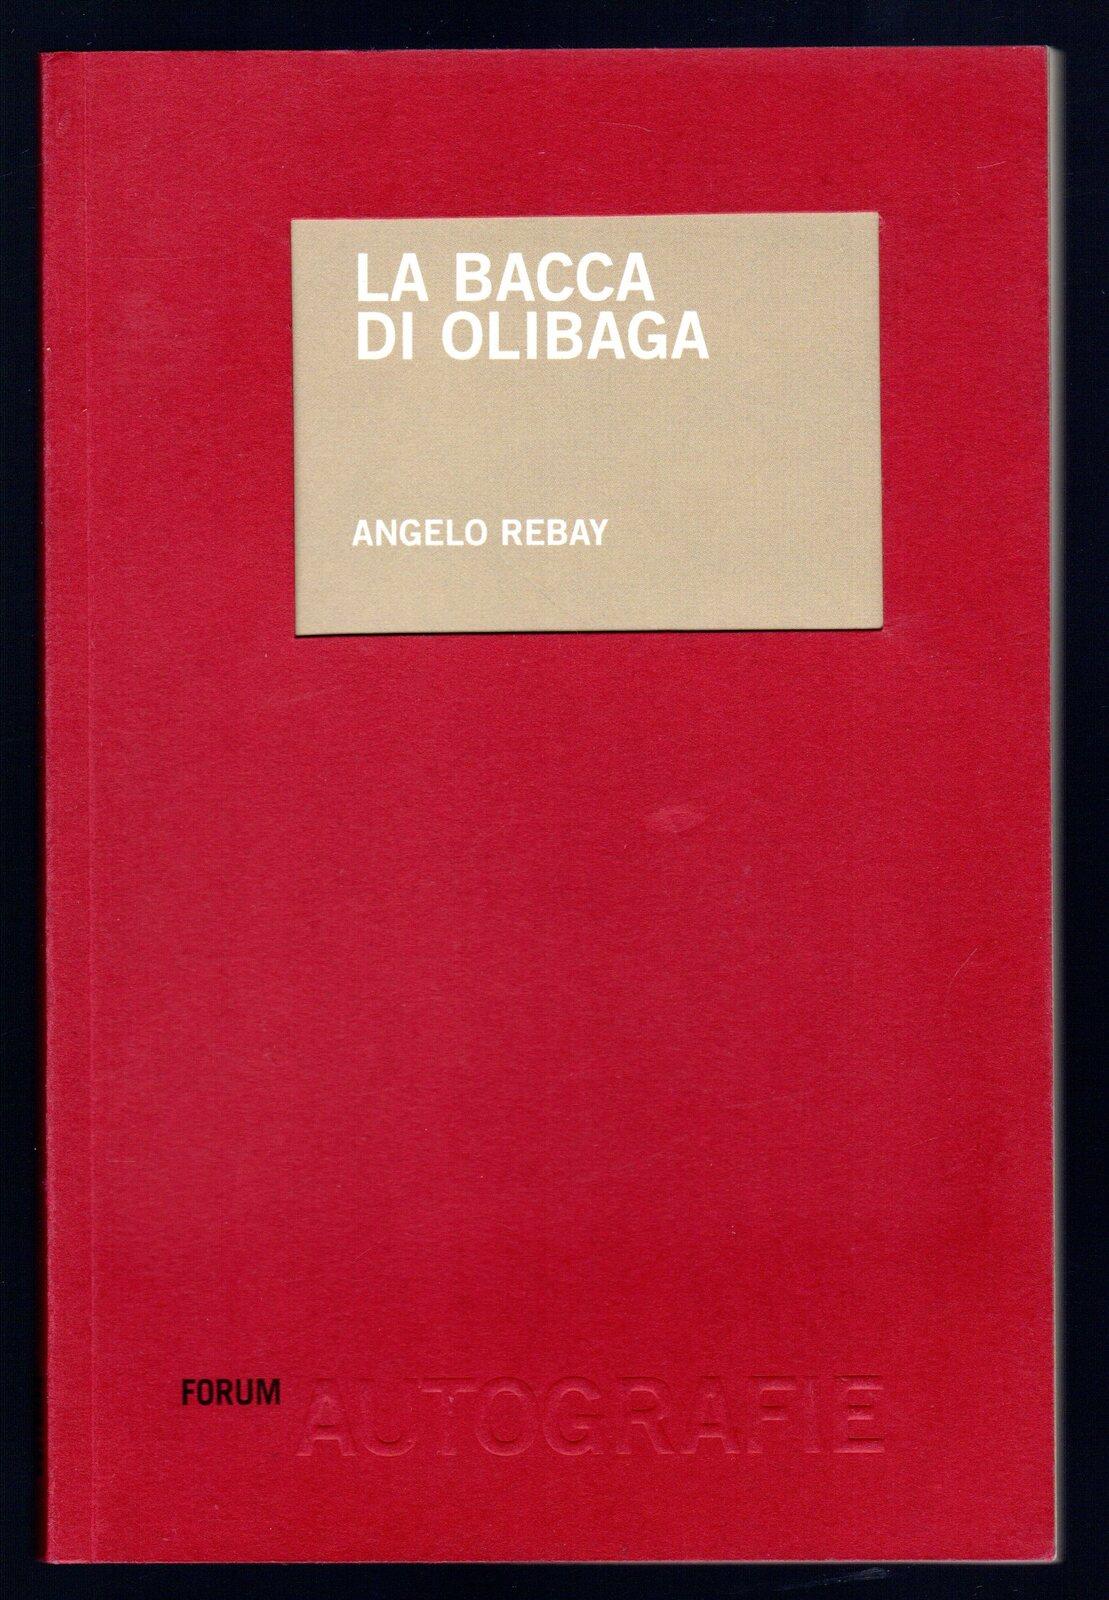 LA BACCA
DI OLIBAGA
ANGELO REBAY
FORUM AUTOGRAFIE